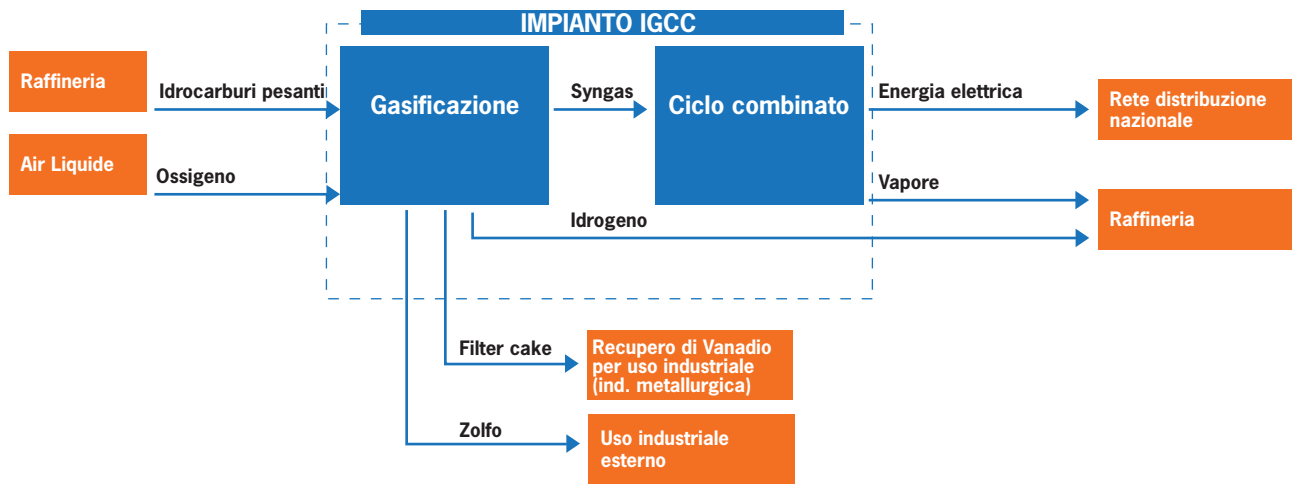 IMPIANTO IGCC
Raffineria
Idrocarburi pesanti
Gasificazione
Syngas
Ciclo combinato
Energia elettrica
Rete distribuzione
nazionale
Air Liquide
Ossigeno
Vapore
Idrogeno
Raffineria
Filter cake
Recupero di Vanadio
per uso industriale
(ind. metallurgica)
Zolfo
Uso industriale
esterno